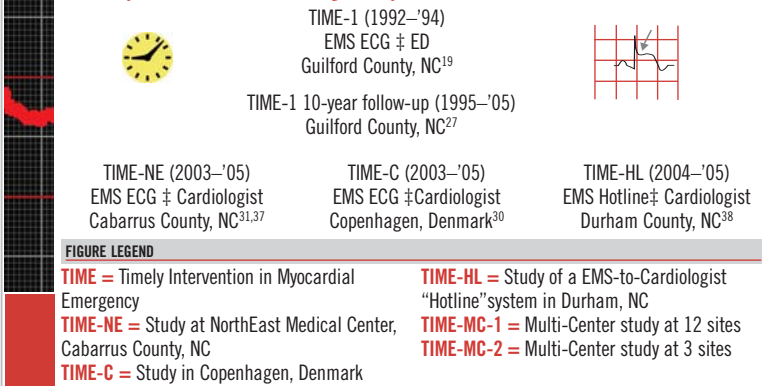 TIME-1 (1992–’94)
EMS ECG ‡ ED
Guilford County, NC19
TIME-1 10-year follow-up (1995–’05)
Guilford County, NC27
TIME-NE (2003–’05)
EMS ECG ‡ Cardiologist
Cabarrus County, NC31,37
TIME-C (2003–’05)
EMS ECG ‡Cardiologist
Copenhagen, Denmark30
TIME-HL (2004–’05)
EMS Hotline‡ Cardiologist
Durham County, NC38
FIGURE LEGEND
TIME = Timely Intervention in Myocardial
Emergency
TIME-NE = Study at NorthEast Medical Center,
Cabarrus County, NC
TIME-C = Study in Copenhagen, Denmark
TIME-HL = Study of a EMS-to-Cardiologist
“Hotline”system in Durham, NC
TIME-MC-1 = Multi-Center study at 12 sites
TIME-MC-2 = Multi-Center study at 3 sites